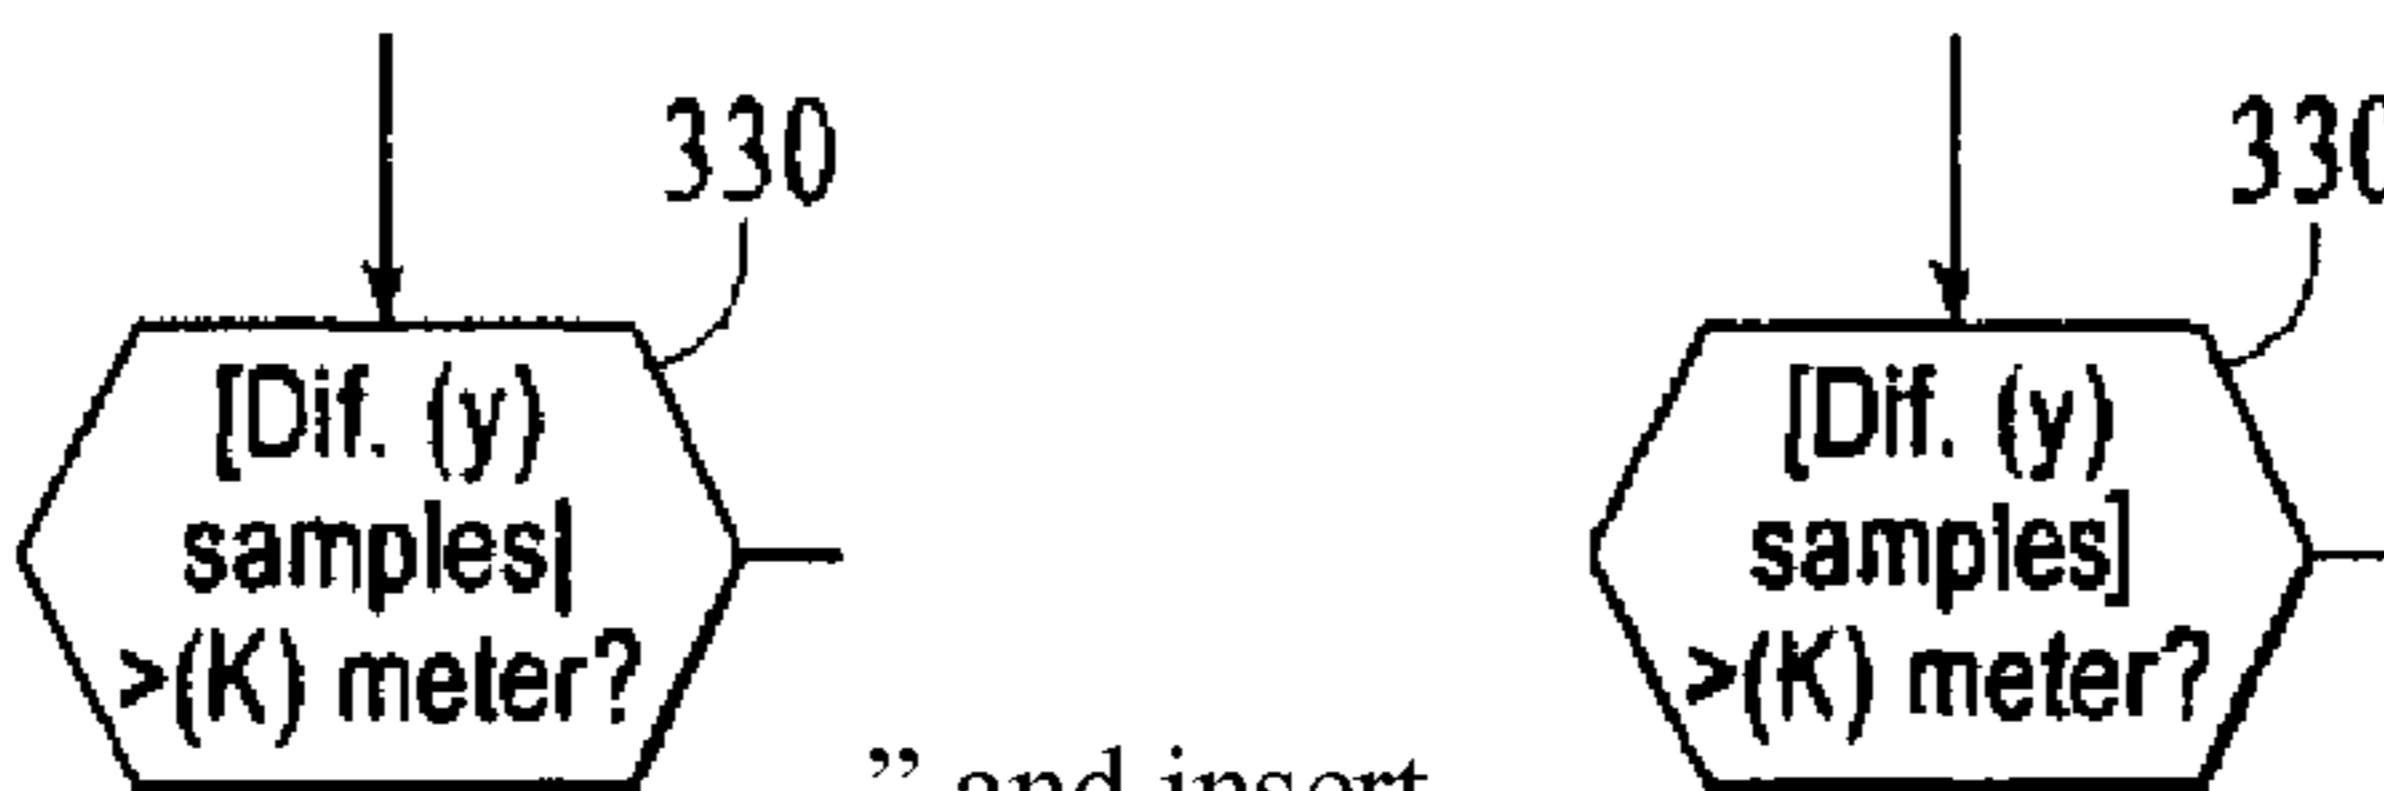 330
[Dif. (y)
samples|
>(K) meter?
” and insert
330
[Dif. (y)
samples]
>(K) meter?